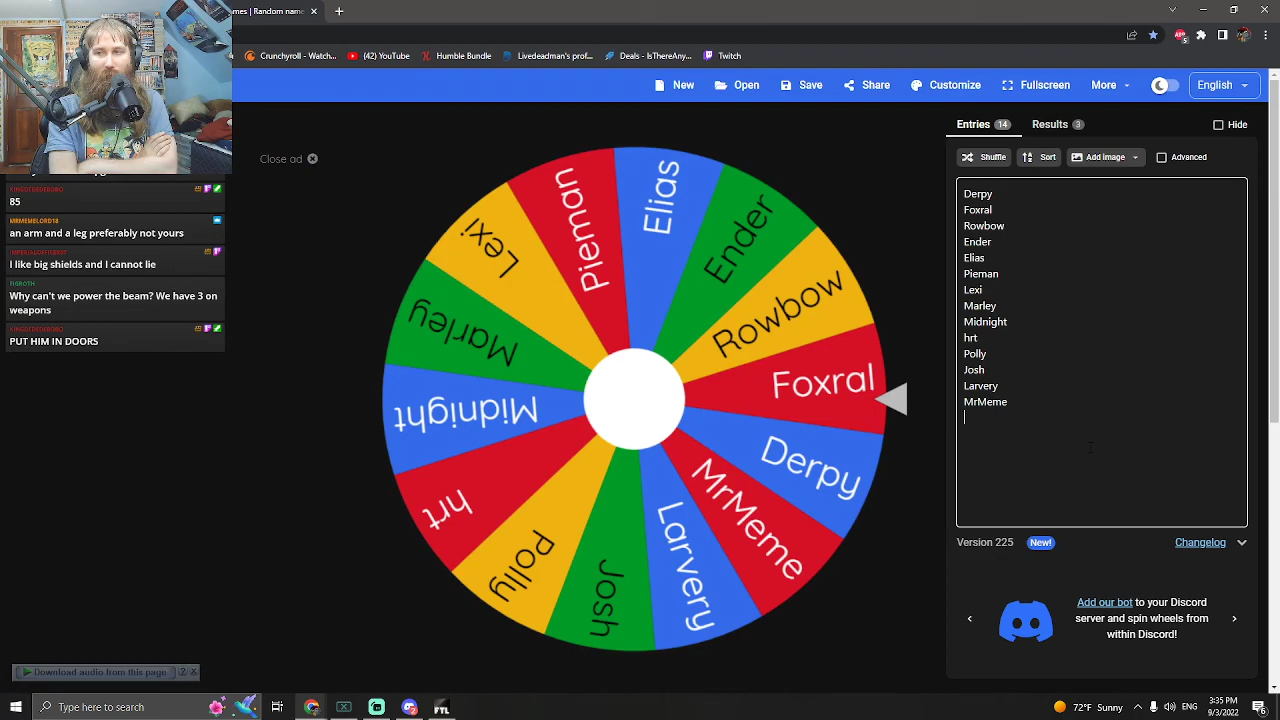 mes
Crunchyroll - Watch...
(42) YouTube
Humble Bundle
Livedeadman's prof...
Deals - IsThereAny...
Twitch
New
Open
Save
Share
Customize
Fullscreen
More
English
Close ad
Entries 14
Results 3
Hide
Shuffle
Sort
Add image
Advanced
Derpy
Foxral
Rowbow
Ender
Elias
Pieman
Lexi
Marley
Midnight
hrt
Polly
Josh
Larvery
MrMeme
Version 225
New!
Changelog
Add our bot to your Discord
server and spin wheels from
within Discord!
Elias
Ender
Rowbow
Foxral
Derpy
MrMeme
Larvery
Josh
Polly
hrt
Midnight
Marley
Lexi
Pieman
85
MRMEMELORD18
an arm and a leg preferably not yours
I like big shields and I cannot lie
Why can't we power the beam? We have 3 on
weapons
PUT HIM IN DOORS
Download audio from this page
?
X
Type here to search
FTL
72°F
3:35 PM
9/30/2022